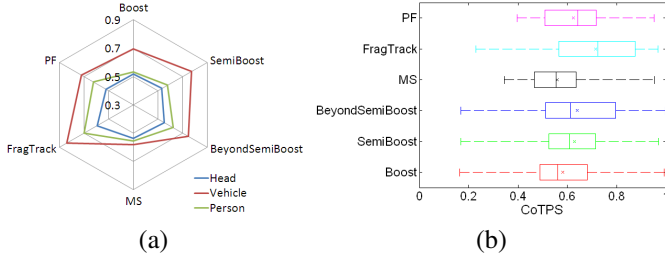 Boost
0.9
PF
0.7
SemiBoost
0.5
0.3
FragTrack
BeyondSemiBoost
MS
Head
Vehicle
Person
(a)
PF
FragTrack
MS
BeyondSemiBoost
SemiBoost
Boost
0 0.2 0.4 0.6 0.8 1
CoTPS
(b)